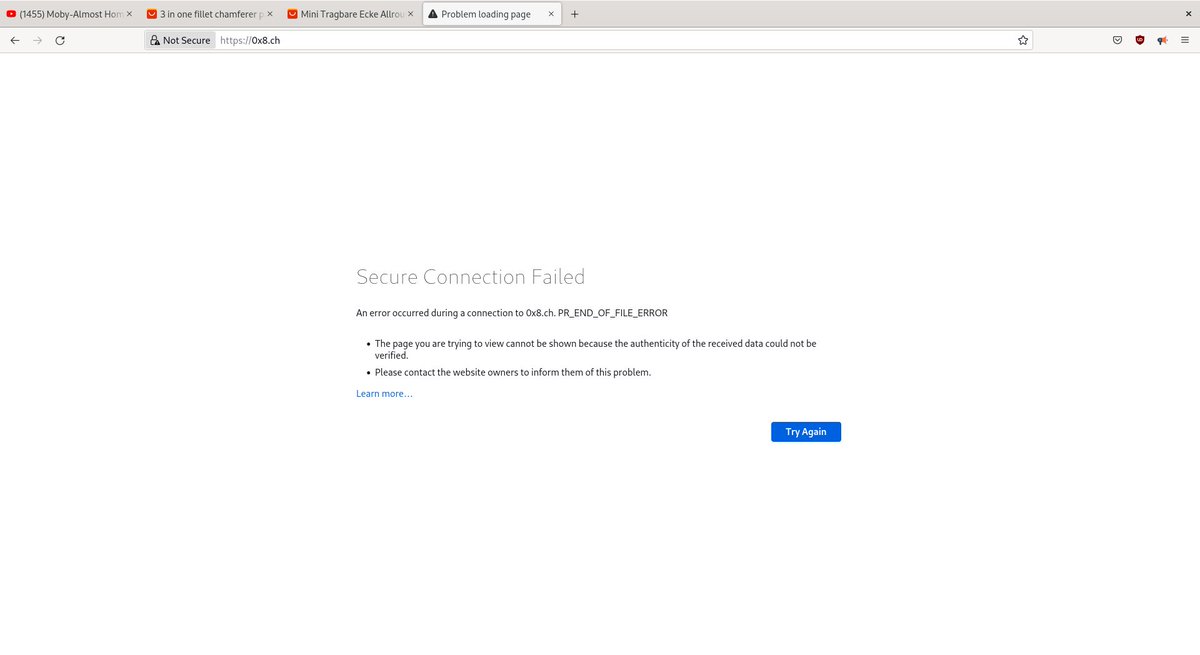 (1455) Moby-Almost Hom
3 in one fillet chamferer p
Mini Tragbare Ecke Allrou
Problem loading page
Not Secure
https://0x8.ch
Secure Connection Failed
An error occurred during a connection to 0x8.ch. PR_END_OF_FILE_ERROR
The page you are trying to view cannot be shown because the authenticity of the received data could not be
verified.
Please contact the website owners to inform them of this problem.
Learn more…
Try Again